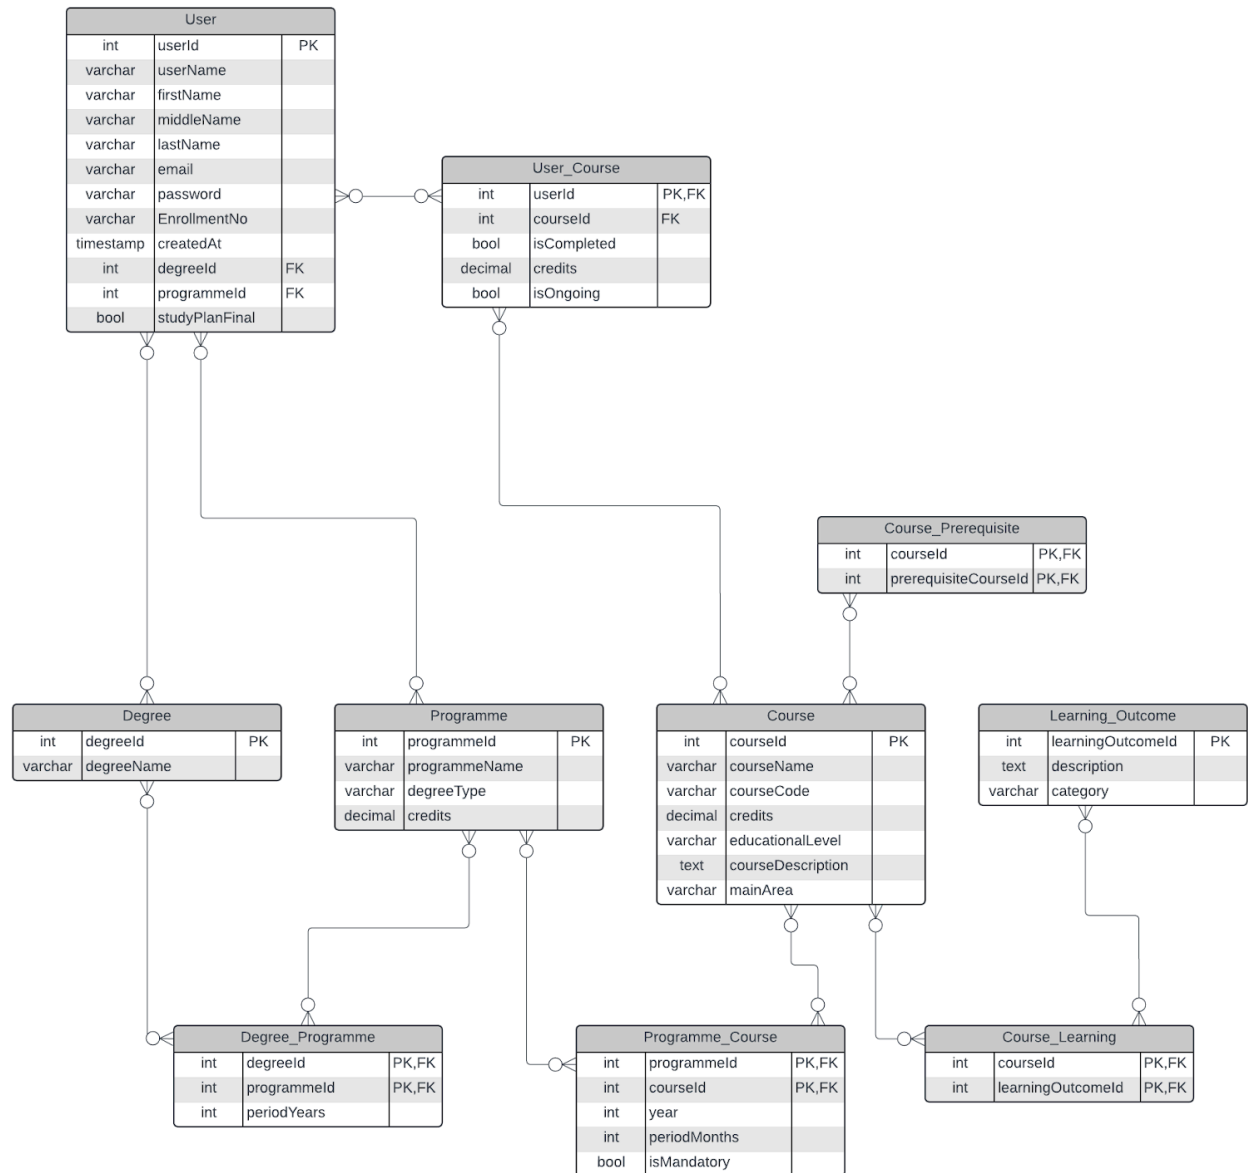 User
int userId PK
varchar userName
varchar firstName
varchar middleName
varchar lastName
varchar email
varchar password
varchar EnrollmentNo
timestamp createdAt
int degreeId FK
int programmeId FK
bool studyPlanFinal
User_Course
int userId PK,FK
int courseId FK
bool isCompleted
decimal credits
bool isOngoing
Course_Prerequisite
int courseId PK,FK
int prerequisiteCourseId PK,FK
Degree
int degreeId PK
varchar degreeName
Programme
int programmeId PK
varchar programmeName
varchar degreeType
decimal credits
Course
int courseId PK
varchar courseName
varchar courseCode
decimal credits
varchar educationalLevel
text courseDescription
varchar mainArea
Learning_Outcome
int learningOutcomeId PK
text description
varchar category
Degree_Programme
int degreeId PK,FK
int programmeId PK,FK
int periodYears
Programme_Course
int programmeId PK,FK
int courseId PK,FK
int year
int periodMonths
bool isMandatory
Course_Learning
int courseId PK,FK
int learningOutcomeId PK,FK